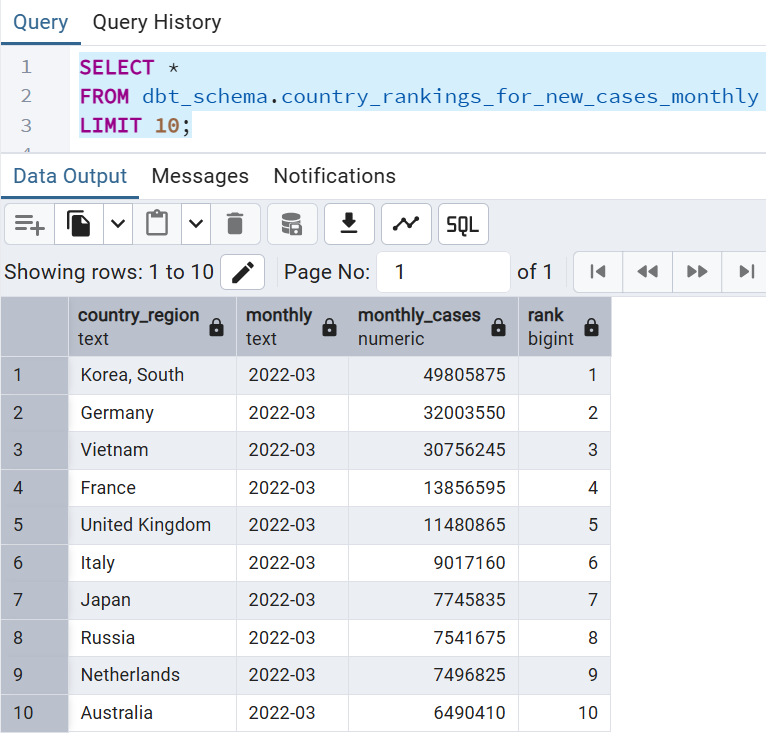 Query Query History
1 SELECT *
2 FROM dbt_schema.country_rankings_for_new_cases_monthly
3 LIMIT 10;
Data Output Messages Notifications
SQL
Showing rows: 1 to 10 Page No: 1 of 1
country_region monthly monthly_cases rank
text text numeric bigint
1 Korea, South 2022-03 49805875 1
2 Germany 2022-03 32003550 2
3 Vietnam 2022-03 30756245 3
4 France 2022-03 13856595 4
5 United Kingdom 2022-03 11480865 5
6 Italy 2022-03 9017160 6
7 Japan 2022-03 7745835 7
8 Russia 2022-03 7541675 8
9 Netherlands 2022-03 7496825 9
10 Australia 2022-03 6490410 10